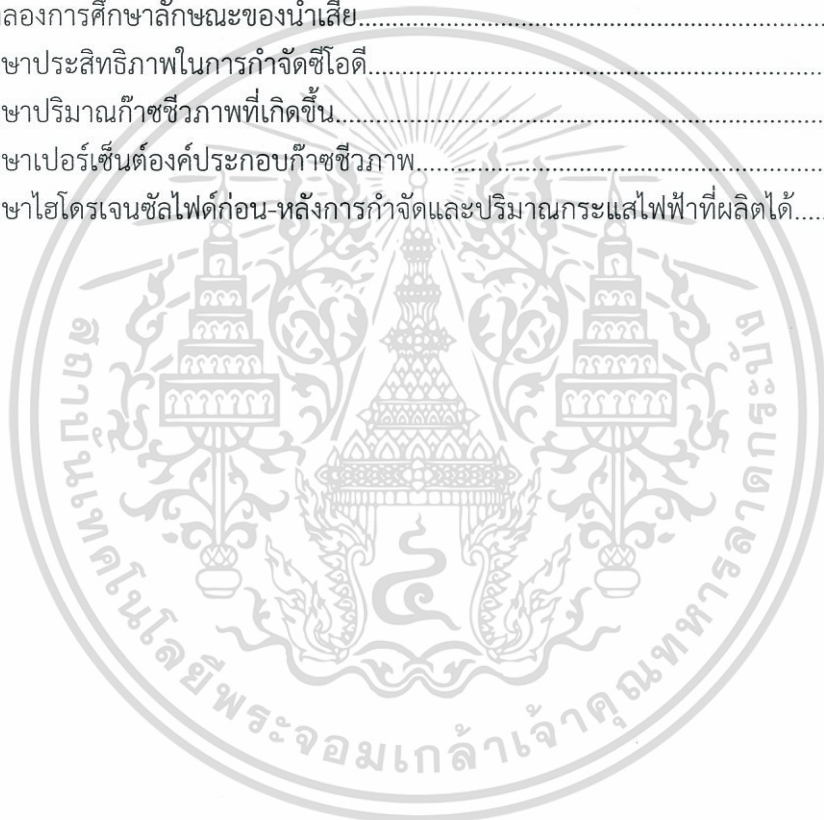 ลองการศึกษาลักษณะของน้ำเสีย....................................................................
ษาประสิทธิภาพในการกำจัดซีโอดี....................................................................
ษาปริมาณก๊าซชีวภาพที่เกิดขึ้น....................................................................
ษาเปอร์เซ็นต์องค์ประกอบก๊าซชีวภาพ............................................................
ษาไฮโดรเจนซัลไฟด์ก่อน-หลังการกำจัดและปริมาณกระแสไฟฟ้าที่ผลิตได้.....
สถาบันเทคโนโลยีพระจอมเกล้าเจ้าคุณทหารลาดกระบัง